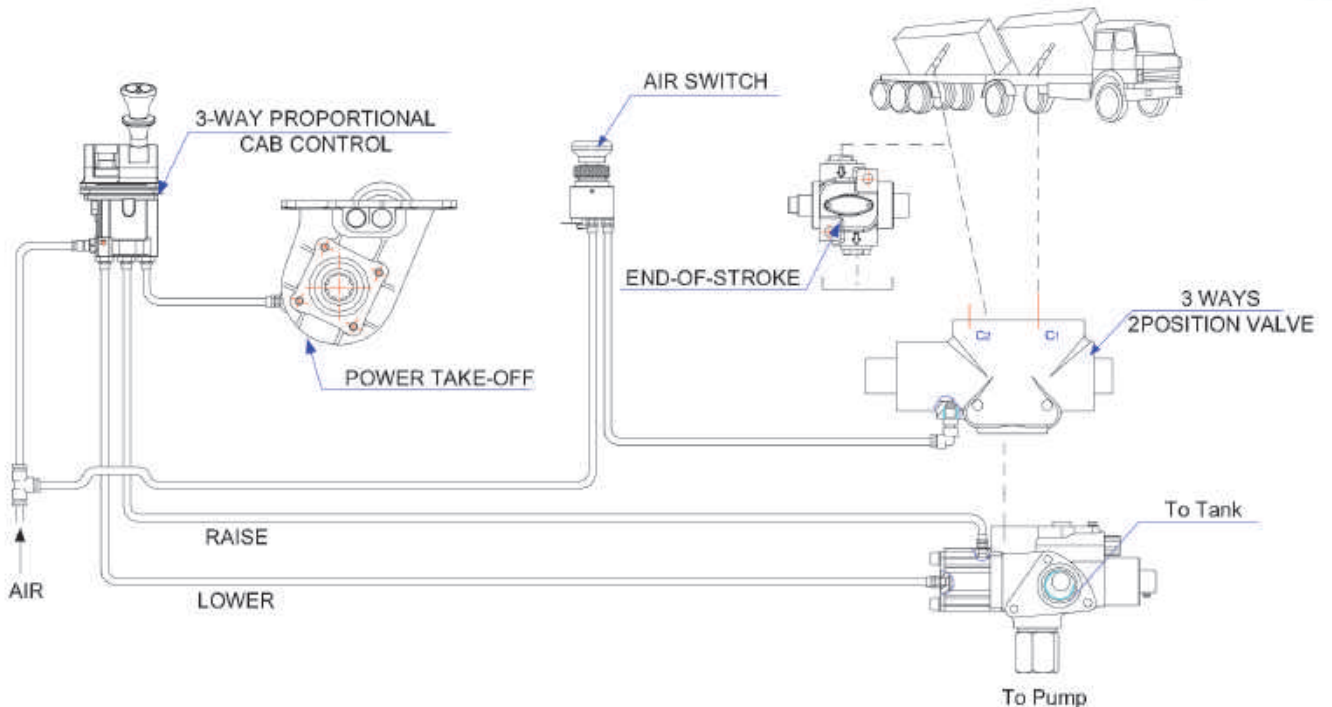 AIR SWITCH
3-WAY PROPORTIONAL
CAB CONTROL
END-OF-STROKE
3 WAYS
2POSITION VALVE
C2
C1
POWER TAKE-OFF
To Tank
RAISE
AIR
LOWER
To Pump